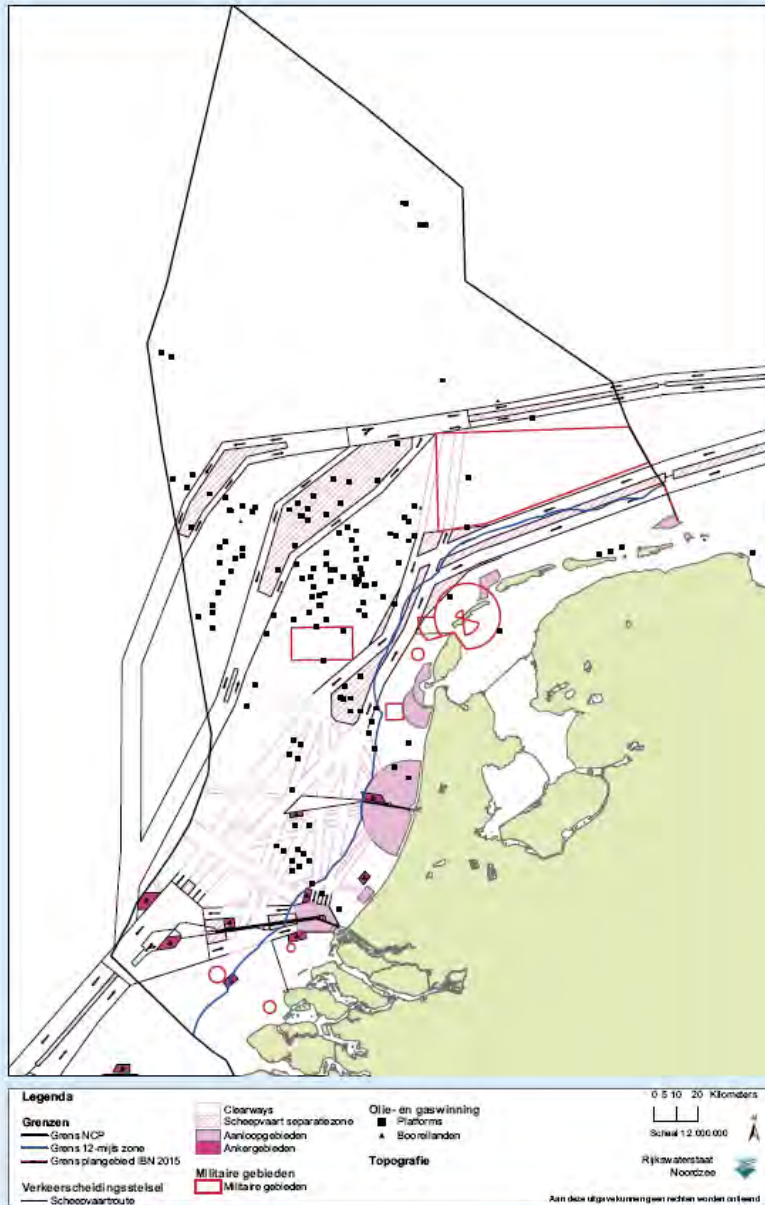 Legenda
Grenzen
Grens NCP
Grens 12-mijls zone
Grens plangebied IBN 2015
Verkeerscheidingsstelsel
Scheepvaartroute
Clearways
Scheepvaart separatiezone
Aanloopgebieden
Ankergebieden
Militaire gebieden
Militaire gebieden
Olie- en gaswinning
Platforms
Booreilanden
Topografie
0 5 10 20 Kilometers
Schaal 1:2.000.000
Rijkswaterstaat
Noordzee
Aan deze uitgave kunnen geen rechten worden ontleend